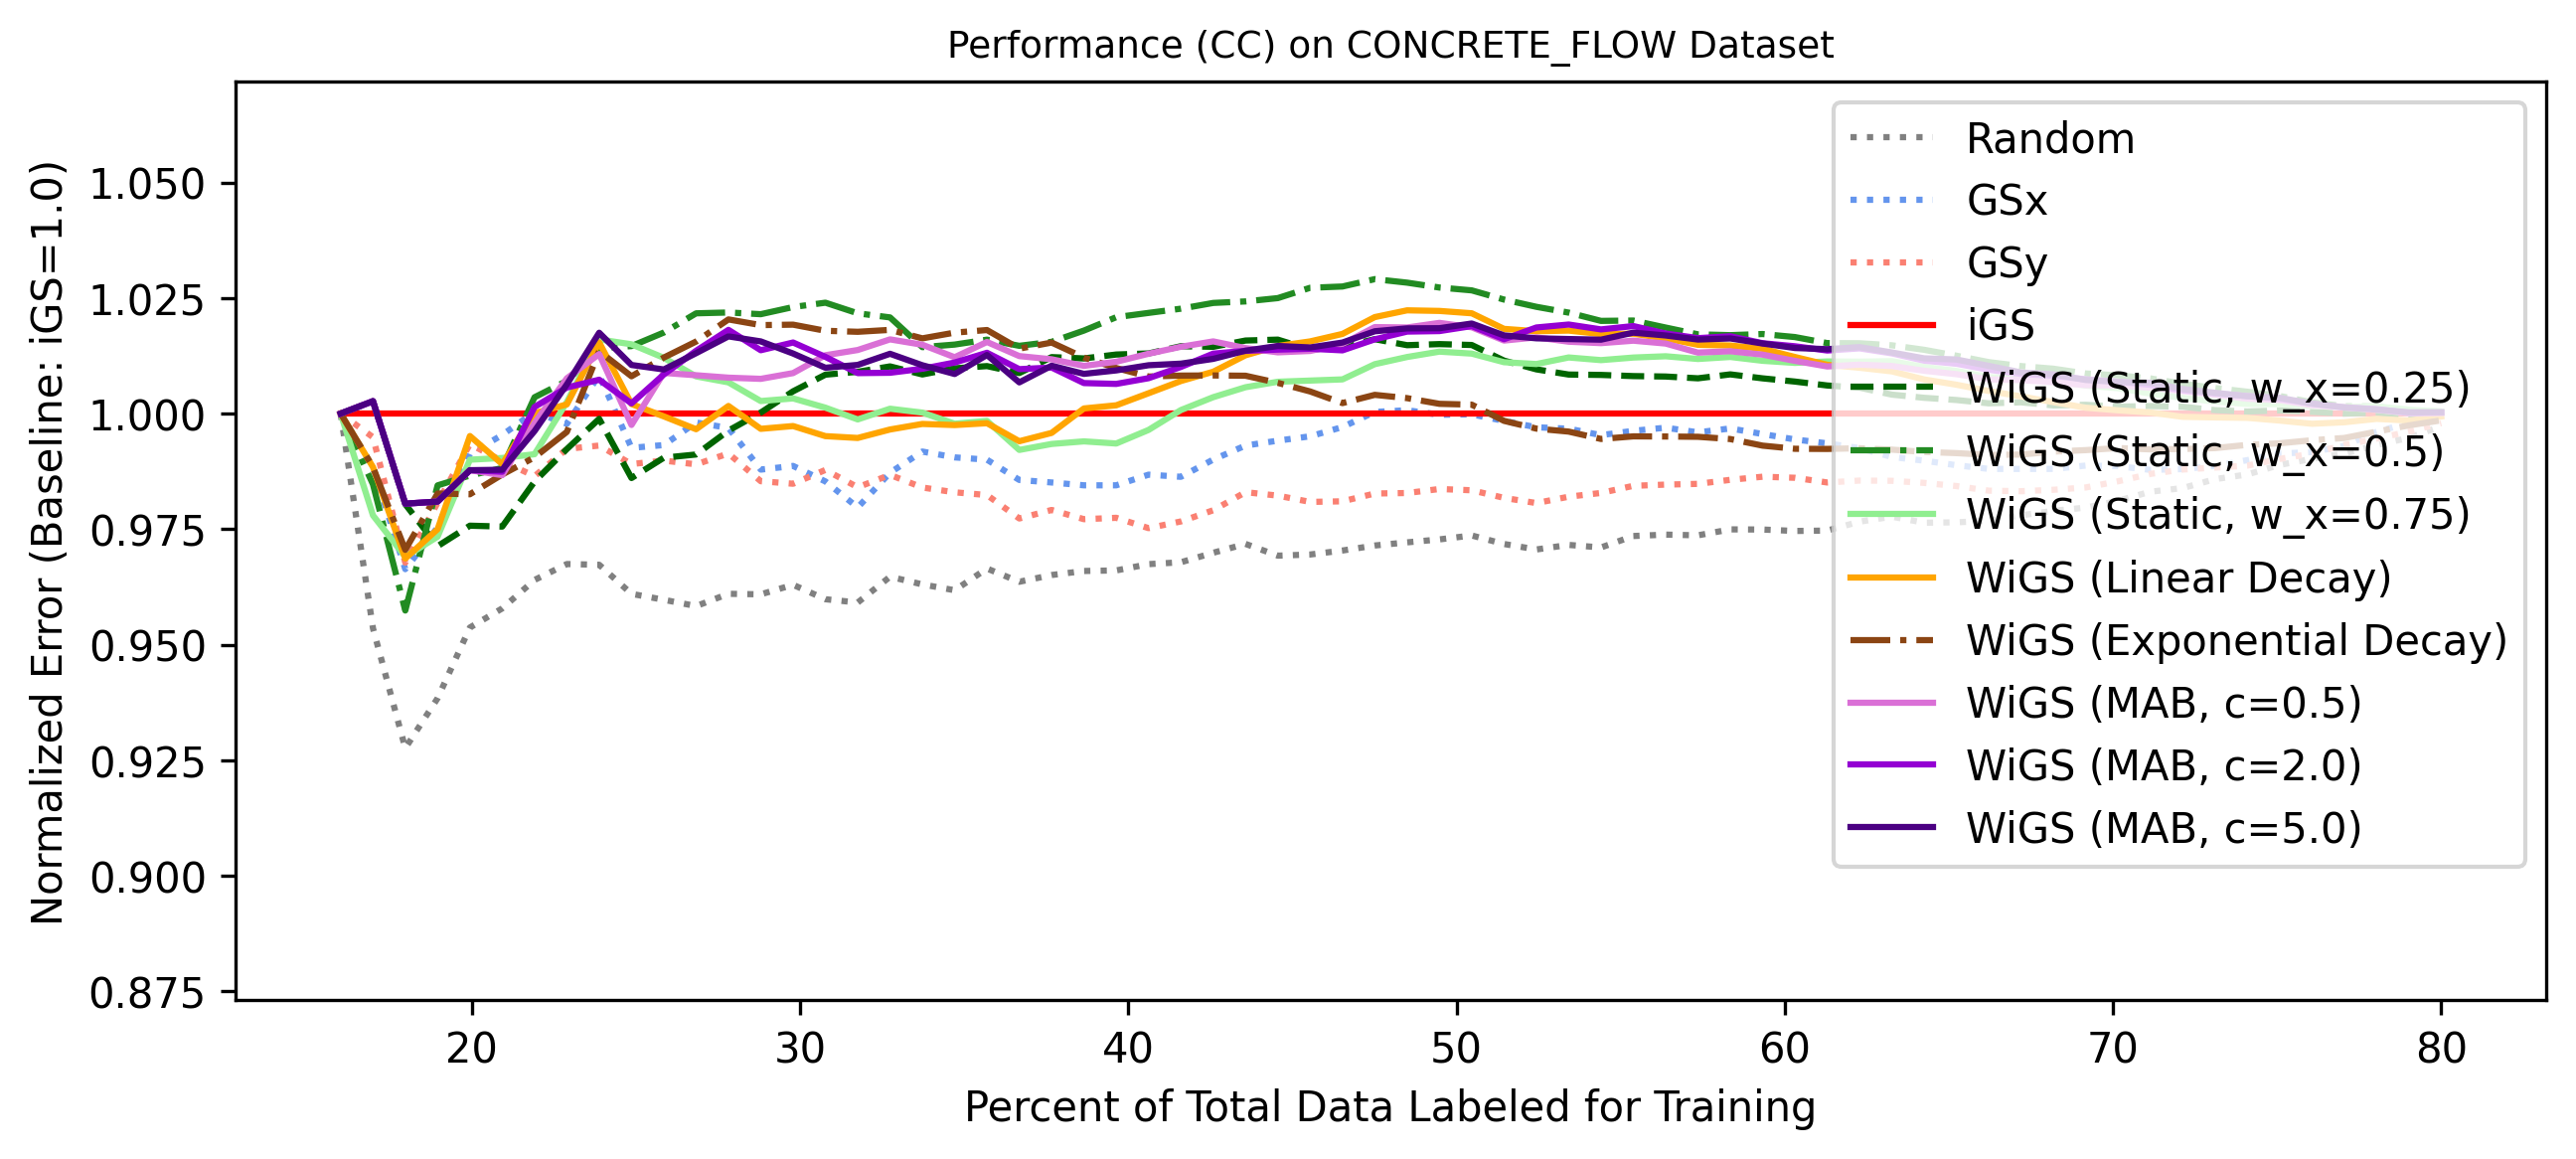 Performance (CC) on CONCRETE_FLOW Dataset
Normalized Error (Baseline: iGS=1.0)
1.050
1.025
1.000
0.975
0.950
0.925
0.900
0.875
Random
GSx
GSy
iGS
WiGS (Static, w_x=0.25)
WiGS (Static, w_x=0.5)
WiGS (Static, w_x=0.75)
WiGS (Linear Decay)
WiGS (Exponential Decay)
WiGS (MAB, c=0.5)
WiGS (MAB, c=2.0)
WiGS (MAB, c=5.0)
20 30 40 50 60 70 80
Percent of Total Data Labeled for Training